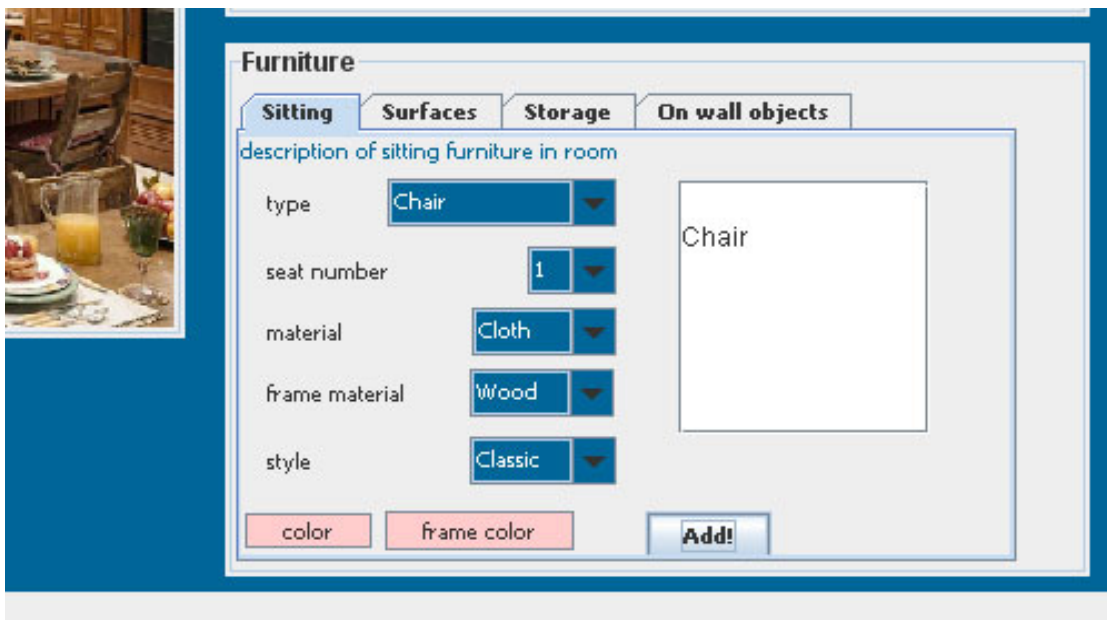 Furniture
Sitting Surfaces Storage On wall objects
description of sitting furniture in room
type Chair
Chair
seat number 1
material Cloth
frame material Wood
style Classic
color frame color Add!